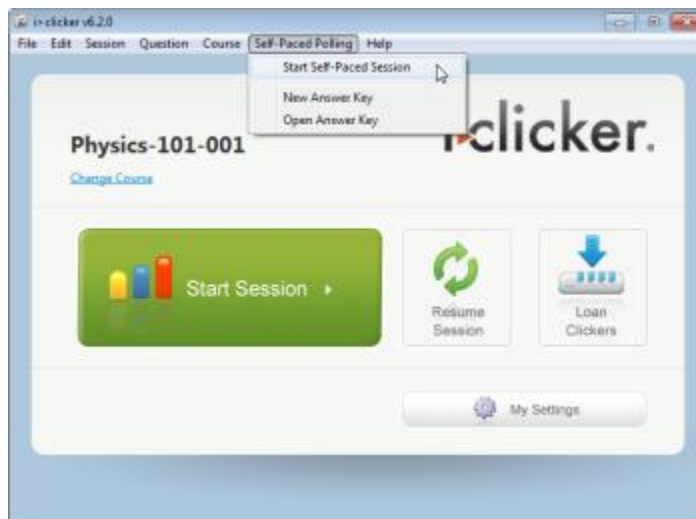 i>clicker v6.2.0
File Edit Session Question Course Self-Paced Polling Help
Start Self-Paced Session
New Answer Key
Open Answer Key
i>clicker.
Physics-101-001
Change Course
Start Session
Resume
Session
Loan
Clickers
My Settings